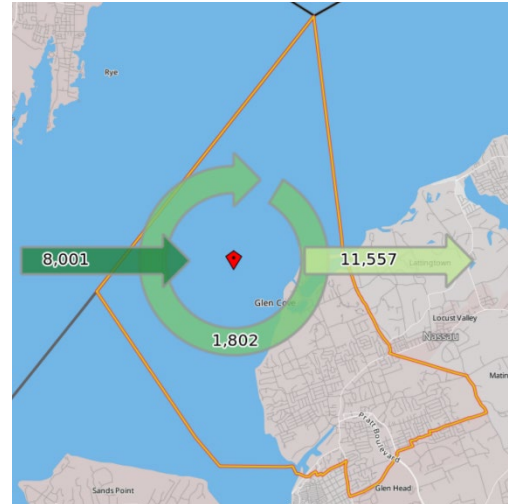 Rye
8,001
11,557
Lattingtown
Glen Cove
1,802
Locust Valley
Nassau
Matin
Pratt Boulevard
Glen Head
Sands Point